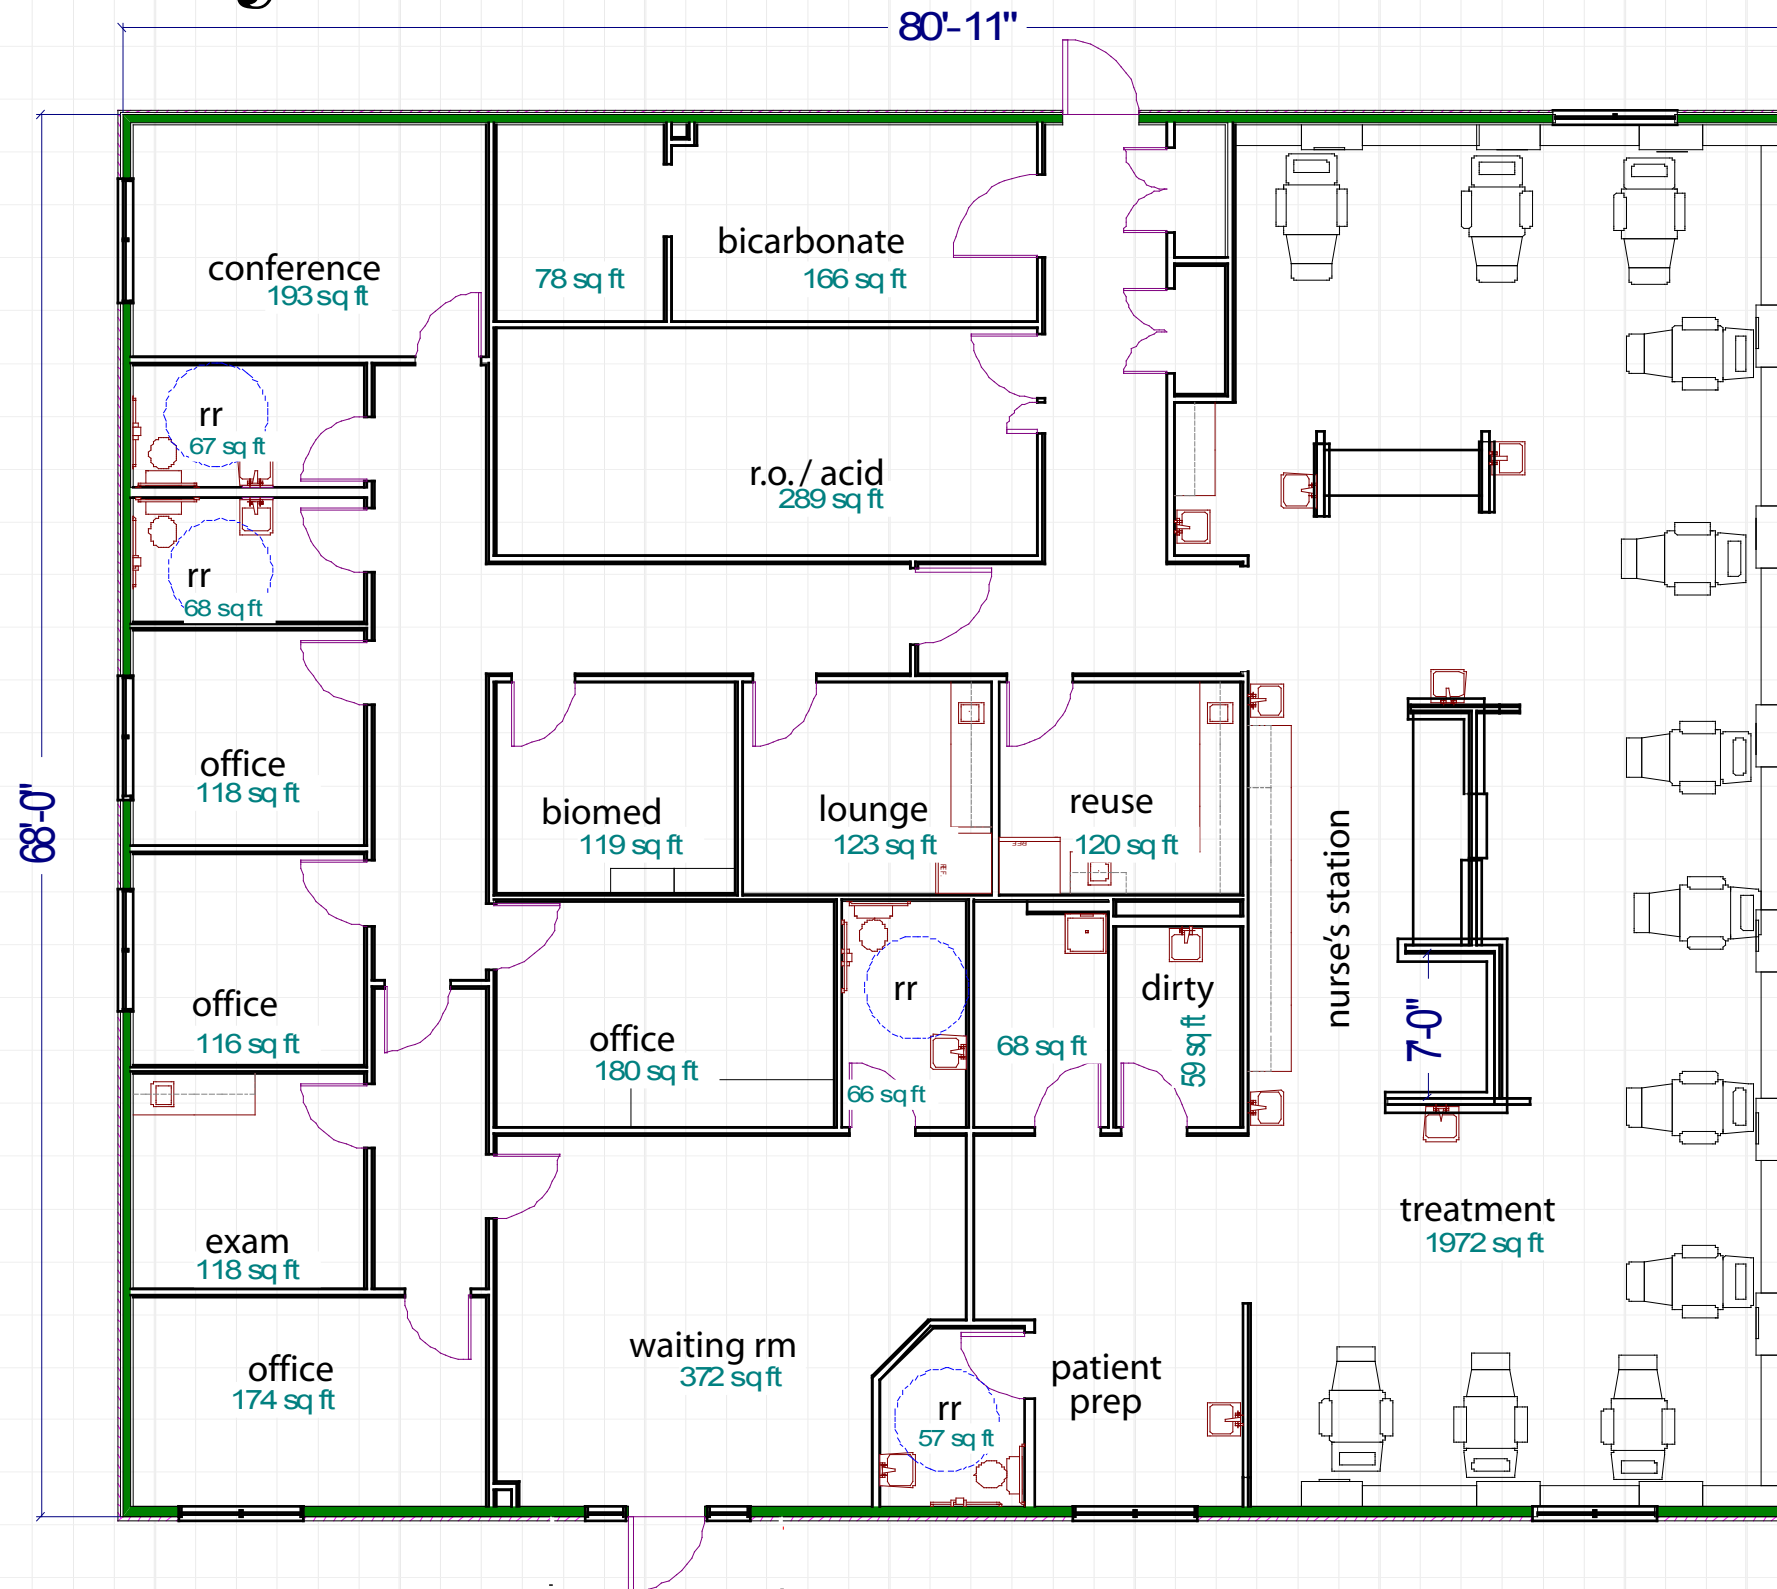 80'-11"
68'-0"
conference
193 sq ft
78 sq ft
bicarbonate
166 sq ft
rr
67 sq ft
r.o./ acid
289 sq ft
rr
68 sq ft
office
118 sq ft
biomed
119 sq ft
lounge
123 sq ft
REF.
reuse
120 sq ft
REF.
nurse's station
office
116 sq ft
office
180 sq ft
rr
66 sq ft
68 sq ft
dirty
59 sq ft
7'-0"
exam
118 sq ft
treatment
1972 sq ft
office
174 sq ft
waiting rm
372 sq ft
rr
57 sq ft
patient
prep